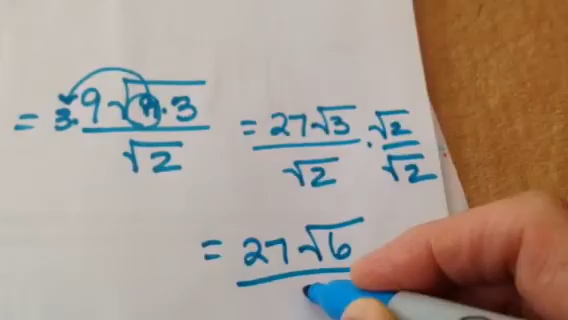 = 3·9√9·3 / √2
= 27√3 / √2 · √2 / √2
= 27√6